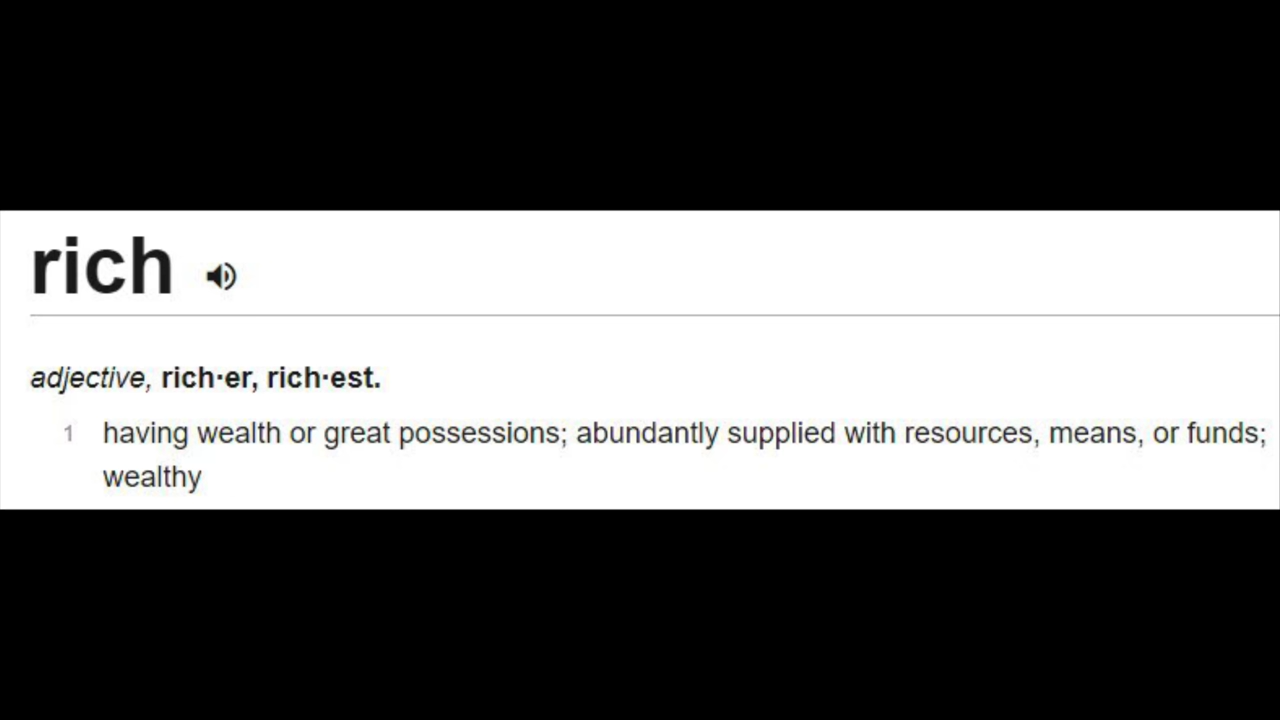 rich
adjective, rich·er, rich·est.
1 having wealth or great possessions; abundantly supplied with resources, means, or funds;
wealthy